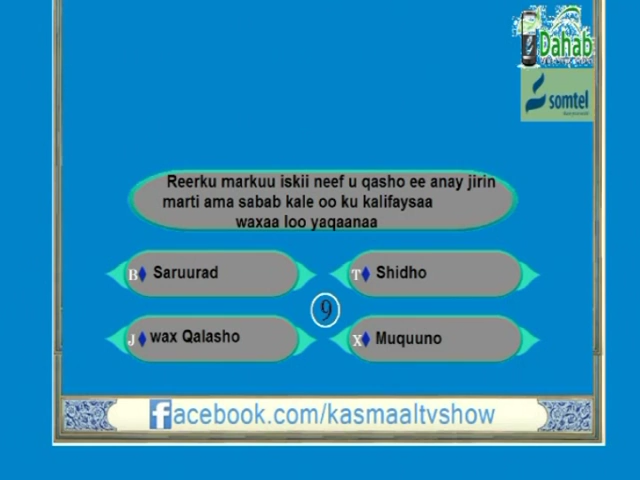 Dahab
somtel
Reerku markuu iskii neef u qasho ee anay jirin
marti ama sabab kale oo ku kalifaysaa
waxaa loo yaqaanaa
B Saruurad
T Shidho
9
J wax Qalasho
X Muquuno
facebook.com/kasmaaltvshow